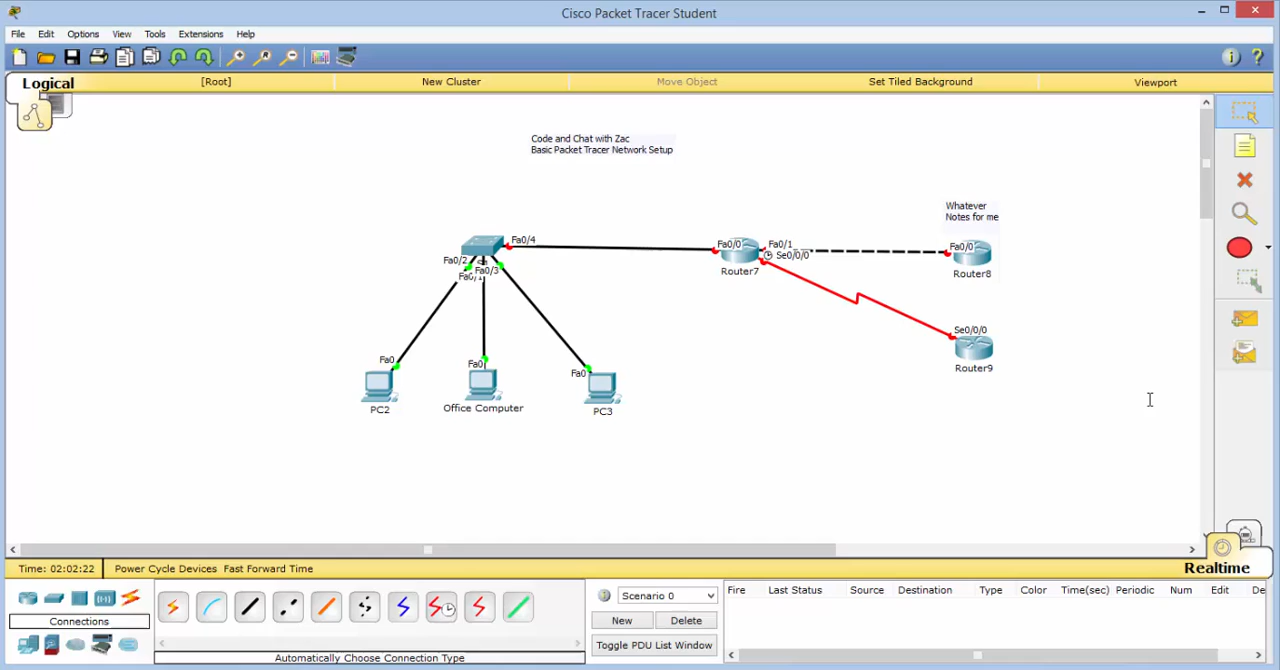 Cisco Packet Tracer Student
File Edit Options View Tools Extensions Help
Logical [Root] New Cluster Move Object Set Tiled Background Viewport
Code and Chat with Zac
Basic Packet Tracer Network Setup
Whatever
Notes for me
Fa0/4 Fa0/0 Fa0/1 Fa0/0
Se0/0/0
Fa0/2 Fa0/3
Fa0/1
Router7 Router8
Se0/0/0
Router9
Fa0 Fa0 Fa0
PC2 Office Computer PC3
Realtime
Time: 02:02:22 Power Cycle Devices Fast Forward Time
Connections
Automatically Choose Connection Type
Scenario 0
New Delete
Toggle PDU List Window
Fire Last Status Source Destination Type Color Time(sec) Periodic Num Edit De